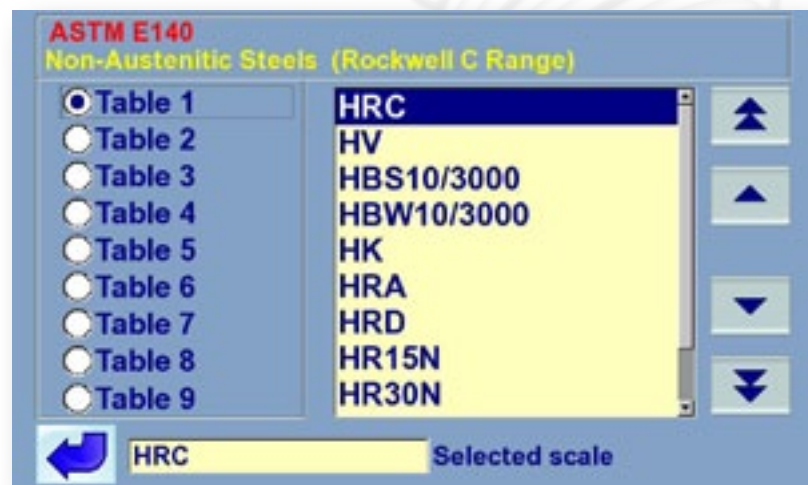 ASTM E140
Non-Austenitic Steels (Rockwell C Range)
Table 1
Table 2
Table 3
Table 4
Table 5
Table 6
Table 7
Table 8
Table 9
HRC
HV
HBS10/3000
HBW10/3000
HK
HRA
HRD
HR15N
HR30N
HRC Selected scale